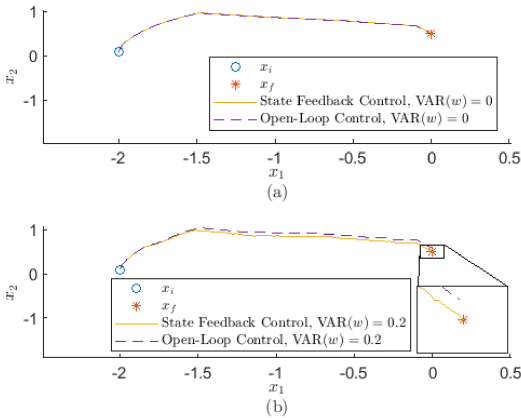 1
0
-1
x₂
xᵢ
x_f
State Feedback Control, VAR(w) = 0
Open-Loop Control, VAR(w) = 0
-2 -1.5 -1 -0.5 0 0.5
x₁
(a)
1
0
-1
x₂
xᵢ
x_f
State Feedback Control, VAR(w) = 0.2
Open-Loop Control, VAR(w) = 0.2
-2 -1.5 -1 -0.5 0 0.5
x₁
(b)